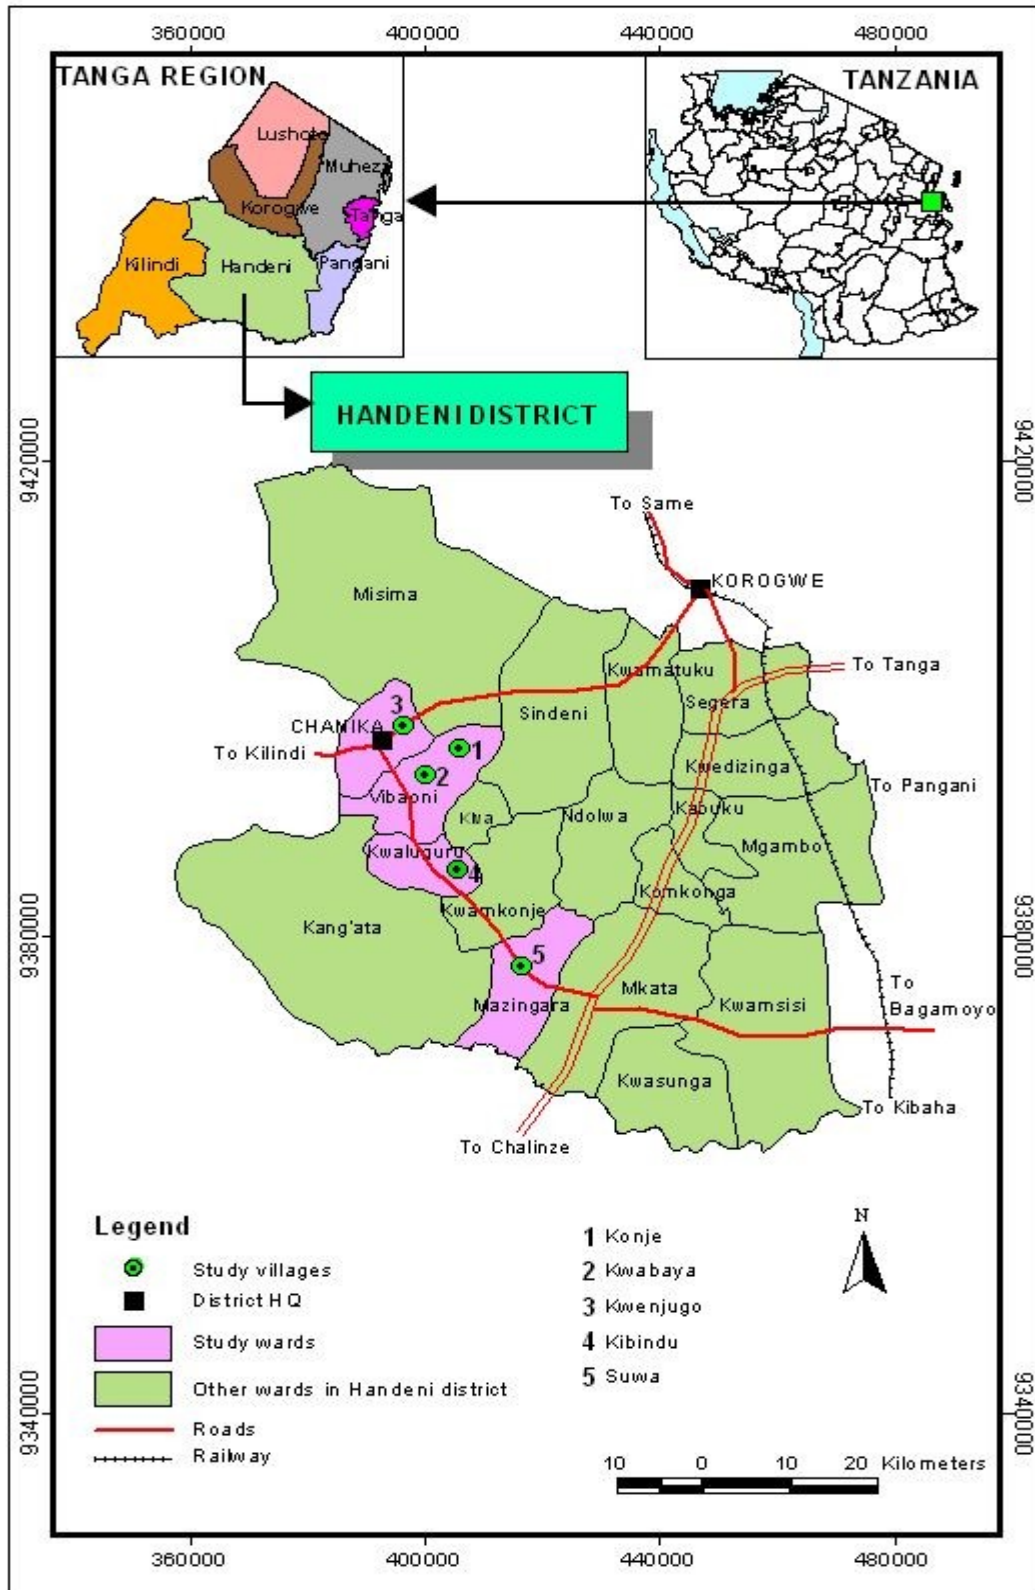 360000 400000 440000 480000
TANGA REGION
Lushoto
Muheza
Korogwe
Tanga
Kilindi
Handeni
Pangani
TANZANIA
HANDENI DISTRICT
9420000
9420000
To Same
KOROGWE
Misima
Kwamatuku
To Tanga
Segera
3
CHANIKA
Sindeni
To Kilindi
1
2
Kwedizinga
To Pangani
Vibaoni
Kwa
Ndolwa
Kabuku
Mgambo
Kwaluguru
4
Komkonga
Kwamkonje
Kang'ata
9380000
9380000
5
Mazingara
Mkata
Kwamsisi
To
Bagamoyo
Kwasunga
To Kibaha
To Chalinze
Legend
Study villages
District HQ
Study wards
Other wards in Handeni district
Roads
Railway
1 Konje
2 Kwabaya
3 Kwenjugo
4 Kibindu
5 Suwa
N
9340000
9340000
10 0 10 20 Kilometers
360000 400000 440000 480000